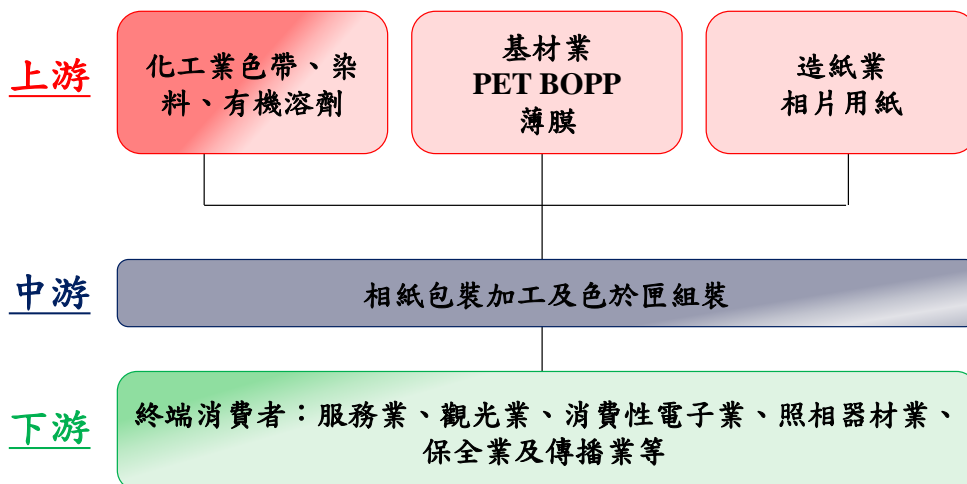 上游
化工業色帶、染
料、有機溶劑
基材業
PET BOPP
薄膜
造紙業
相片用紙
中游
相紙包裝加工及色於匣組裝
下游
終端消費者：服務業、觀光業、消費性電子業、照相器材業、
保全業及傳播業等